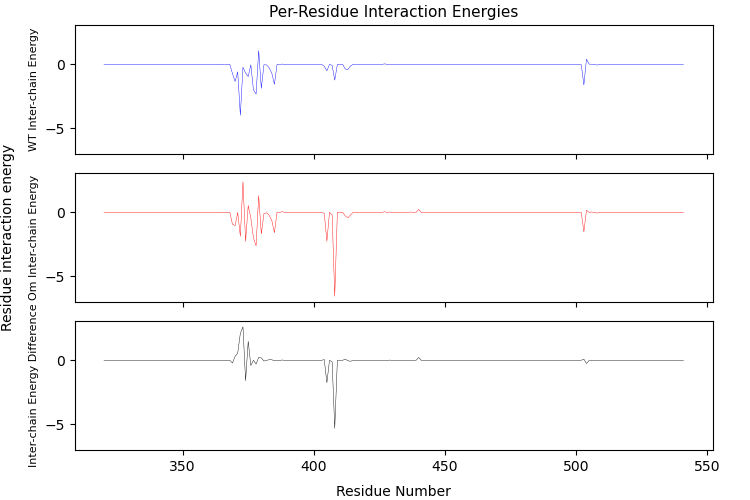 Per-Residue Interaction Energies
Residue interaction energy
WT Inter-chain Energy
0
−5
Om Inter-chain Energy
0
−5
Inter-chain Energy Difference
0
−5
350
400
450
500
550
Residue Number